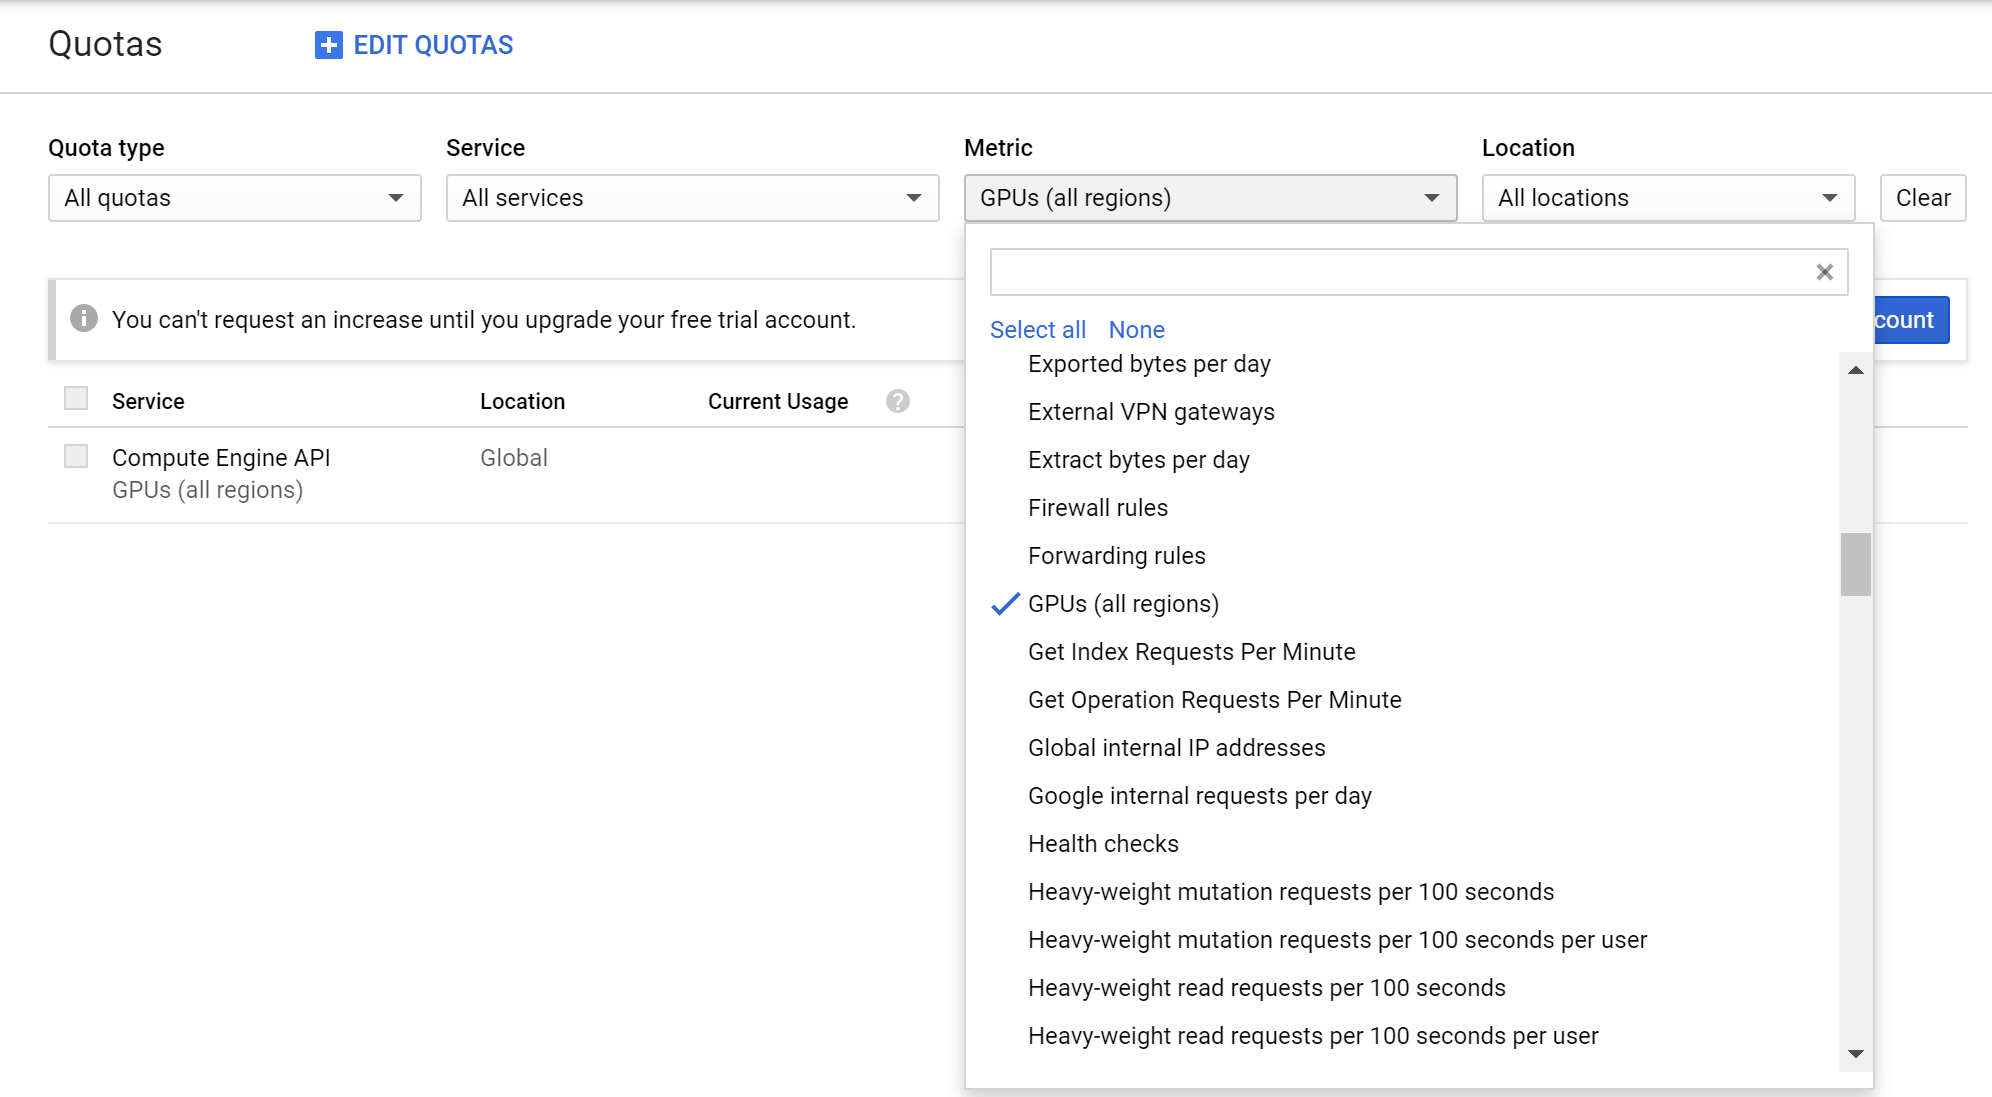 Quotas
EDIT QUOTAS
Quota type
Service
Metric
Location
All quotas
All services
GPUs (all regions)
All locations
Clear
You can't request an increase until you upgrade your free trial account.
count
Select all
None
Service
Location
Current Usage
Compute Engine API
GPUs (all regions)
Global
Exported bytes per day
External VPN gateways
Extract bytes per day
Firewall rules
Forwarding rules
GPUs (all regions)
Get Index Requests Per Minute
Get Operation Requests Per Minute
Global internal IP addresses
Google internal requests per day
Health checks
Heavy-weight mutation requests per 100 seconds
Heavy-weight mutation requests per 100 seconds per user
Heavy-weight read requests per 100 seconds
Heavy-weight read requests per 100 seconds per user